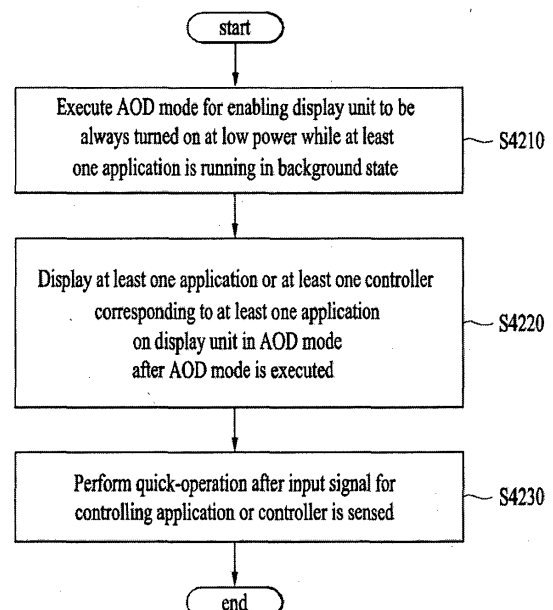 start
Execute AOD mode for enabling display unit to be
always turned on at low power while at least
one application is running in background state
S4210
Display at least one application or at least one controller
corresponding to at least one application
on display unit in AOD mode
after AOD mode is executed
S4220
Perform quick-operation after input signal for
controlling application or controller is sensed
S4230
end